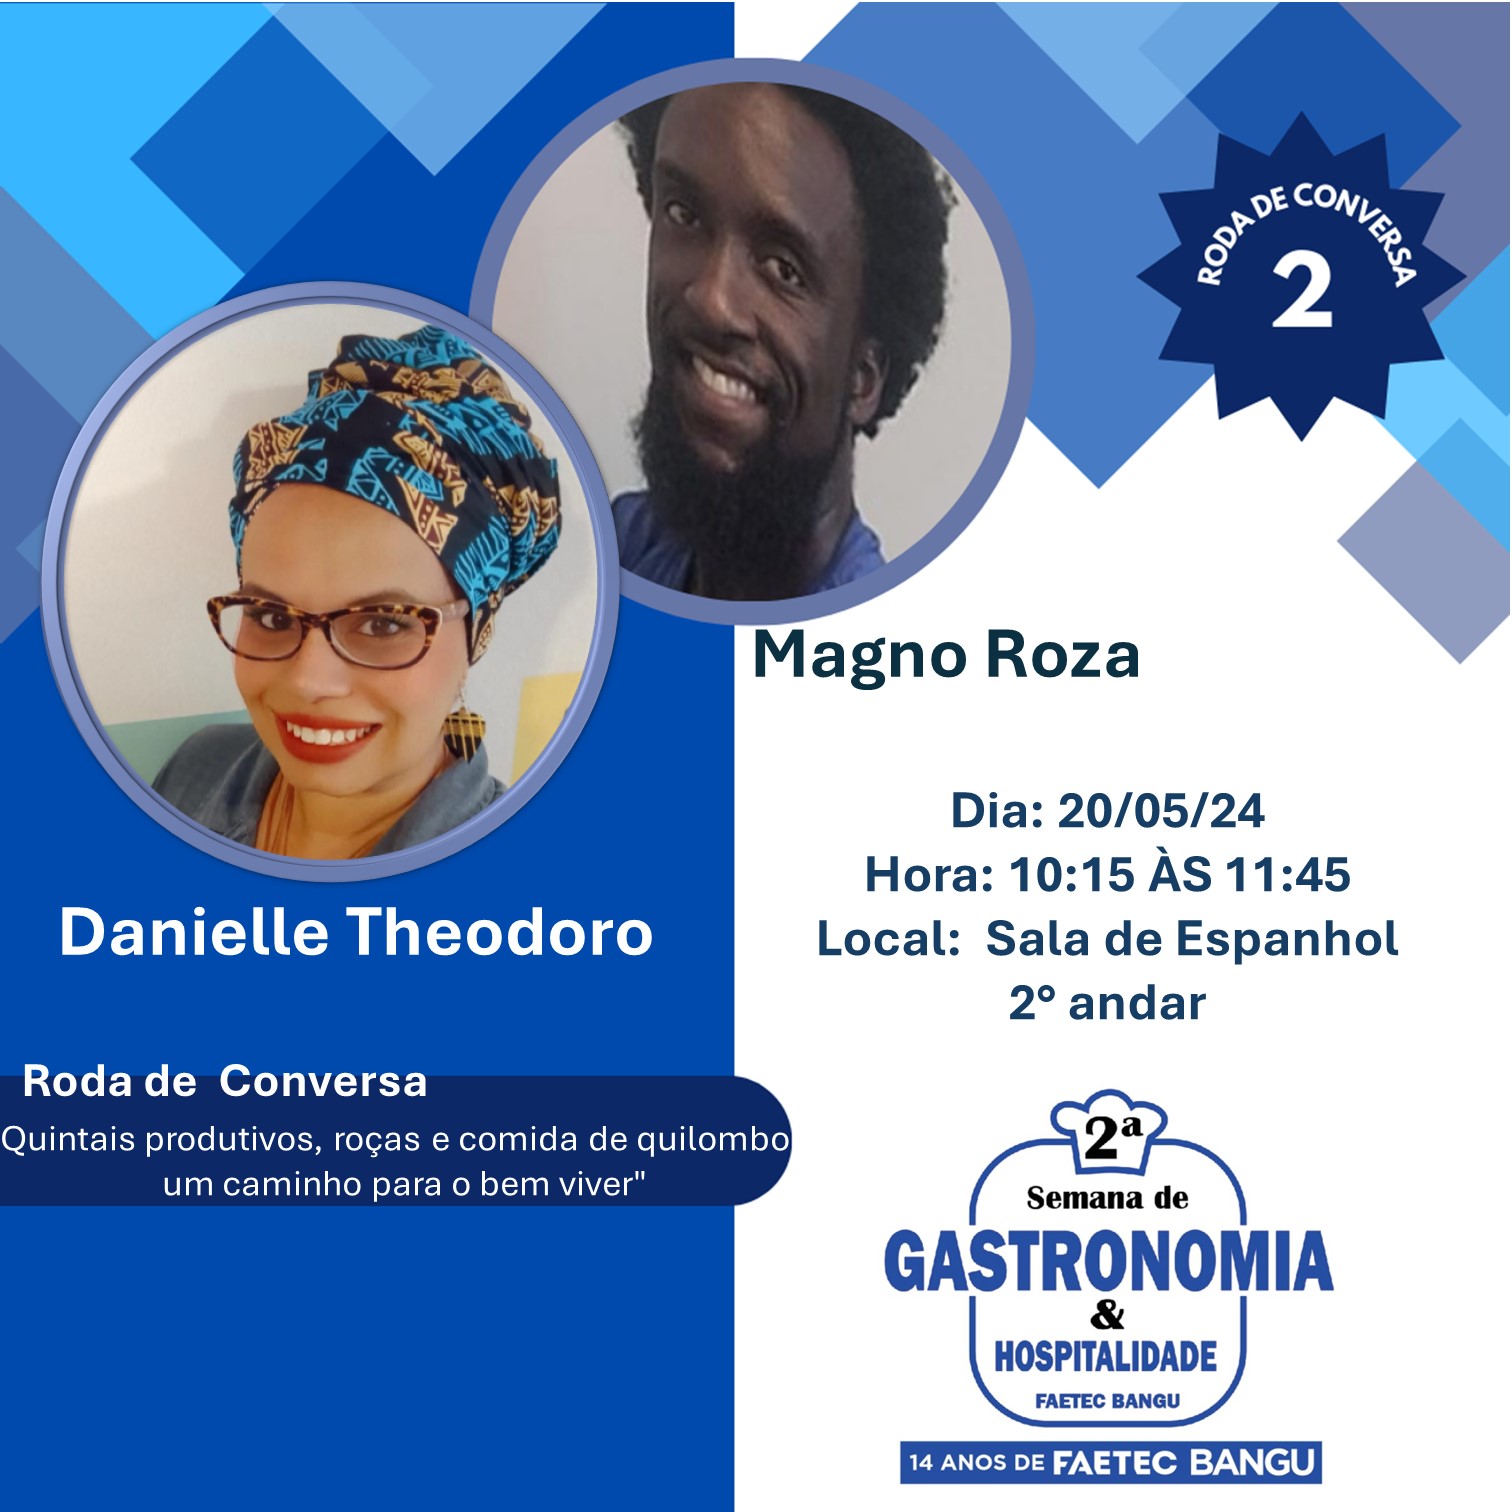 RODA DE CONVERSA
2
Magno Roza
Dia: 20/05/24
Hora: 10:15 ÀS 11:45
Local: Sala de Espanhol
2° andar
Danielle Theodoro
Roda de Conversa
Quintais produtivos, roças e comida de quilombo
um caminho para o bem viver"
2ª
Semana de
GASTRONOMIA
&
HOSPITALIDADE
FAETEC BANGU
14 ANOS DE FAETEC BANGU